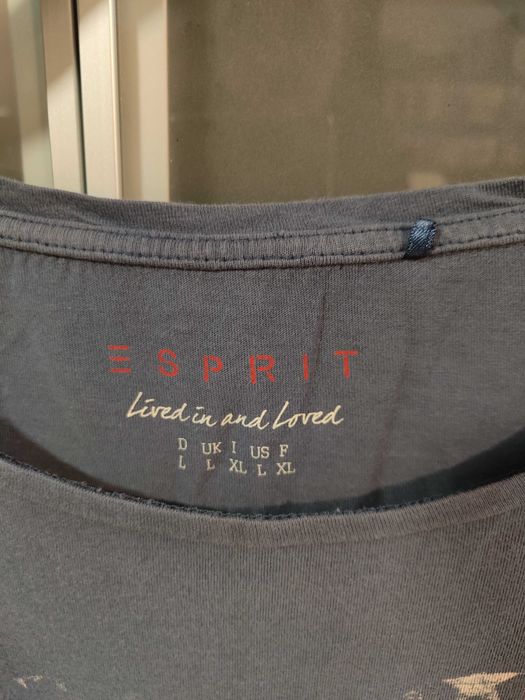 ESPRIT
Lived in and Loved
D UK I US F
L L XL L XL